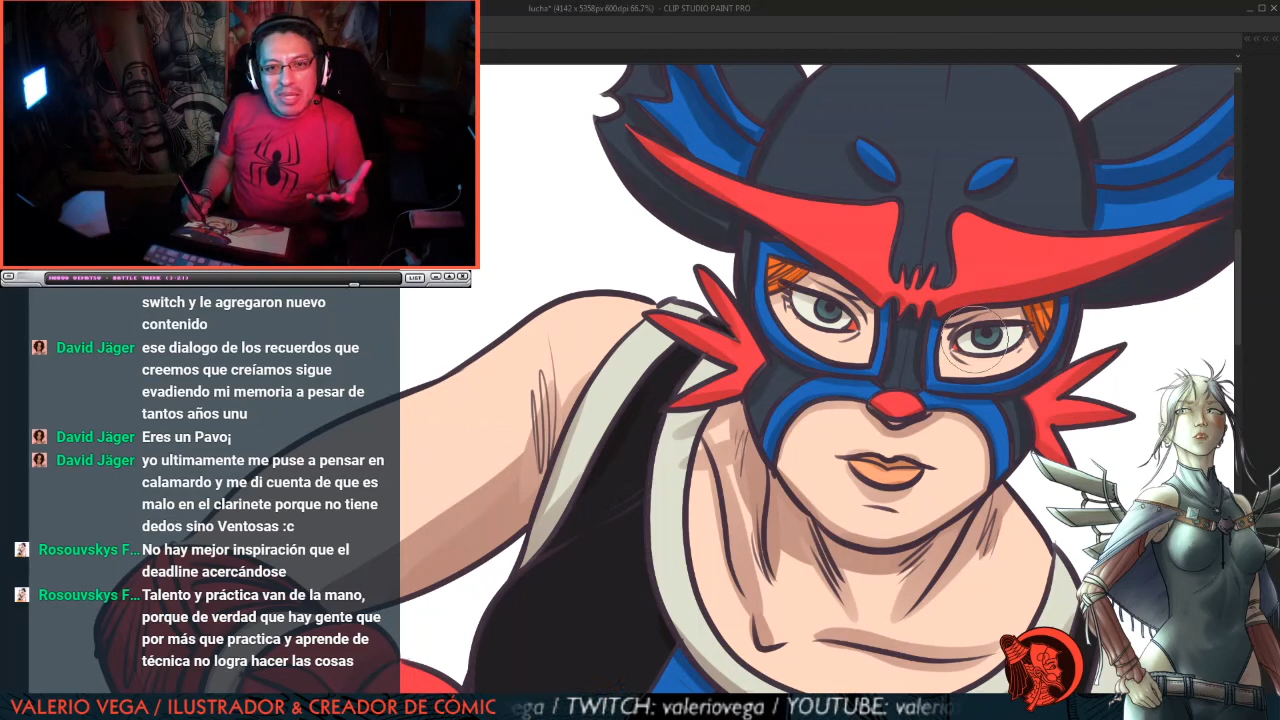 lucha* (4142 x 5358px 600dpi 66.7%) - CLIP STUDIO PAINT PRO
LIST
switch y le agregaron nuevo
contenido
David Jäger ese dialogo de los recuerdos que
creemos que creíamos sigue
evadiendo mi memoria a pesar de
tantos años unu
David Jäger Eres un Pavo¡
David Jäger yo ultimamente me puse a pensar en
calamardo y me di cuenta de que es
malo en el clarinete porque no tiene
dedos sino Ventosas :c
Rosouvskys F... No hay mejor inspiración que el
deadline acercándose
Rosouvskys F... Talento y práctica van de la mano,
porque de verdad que hay gente que
por más que practica y aprende de
técnica no logra hacer las cosas
VALERIO VEGA / ILUSTRADOR & CREADOR DE CÓMIC
ega / TWITCH: valeriovega / YOUTUBE: valerio